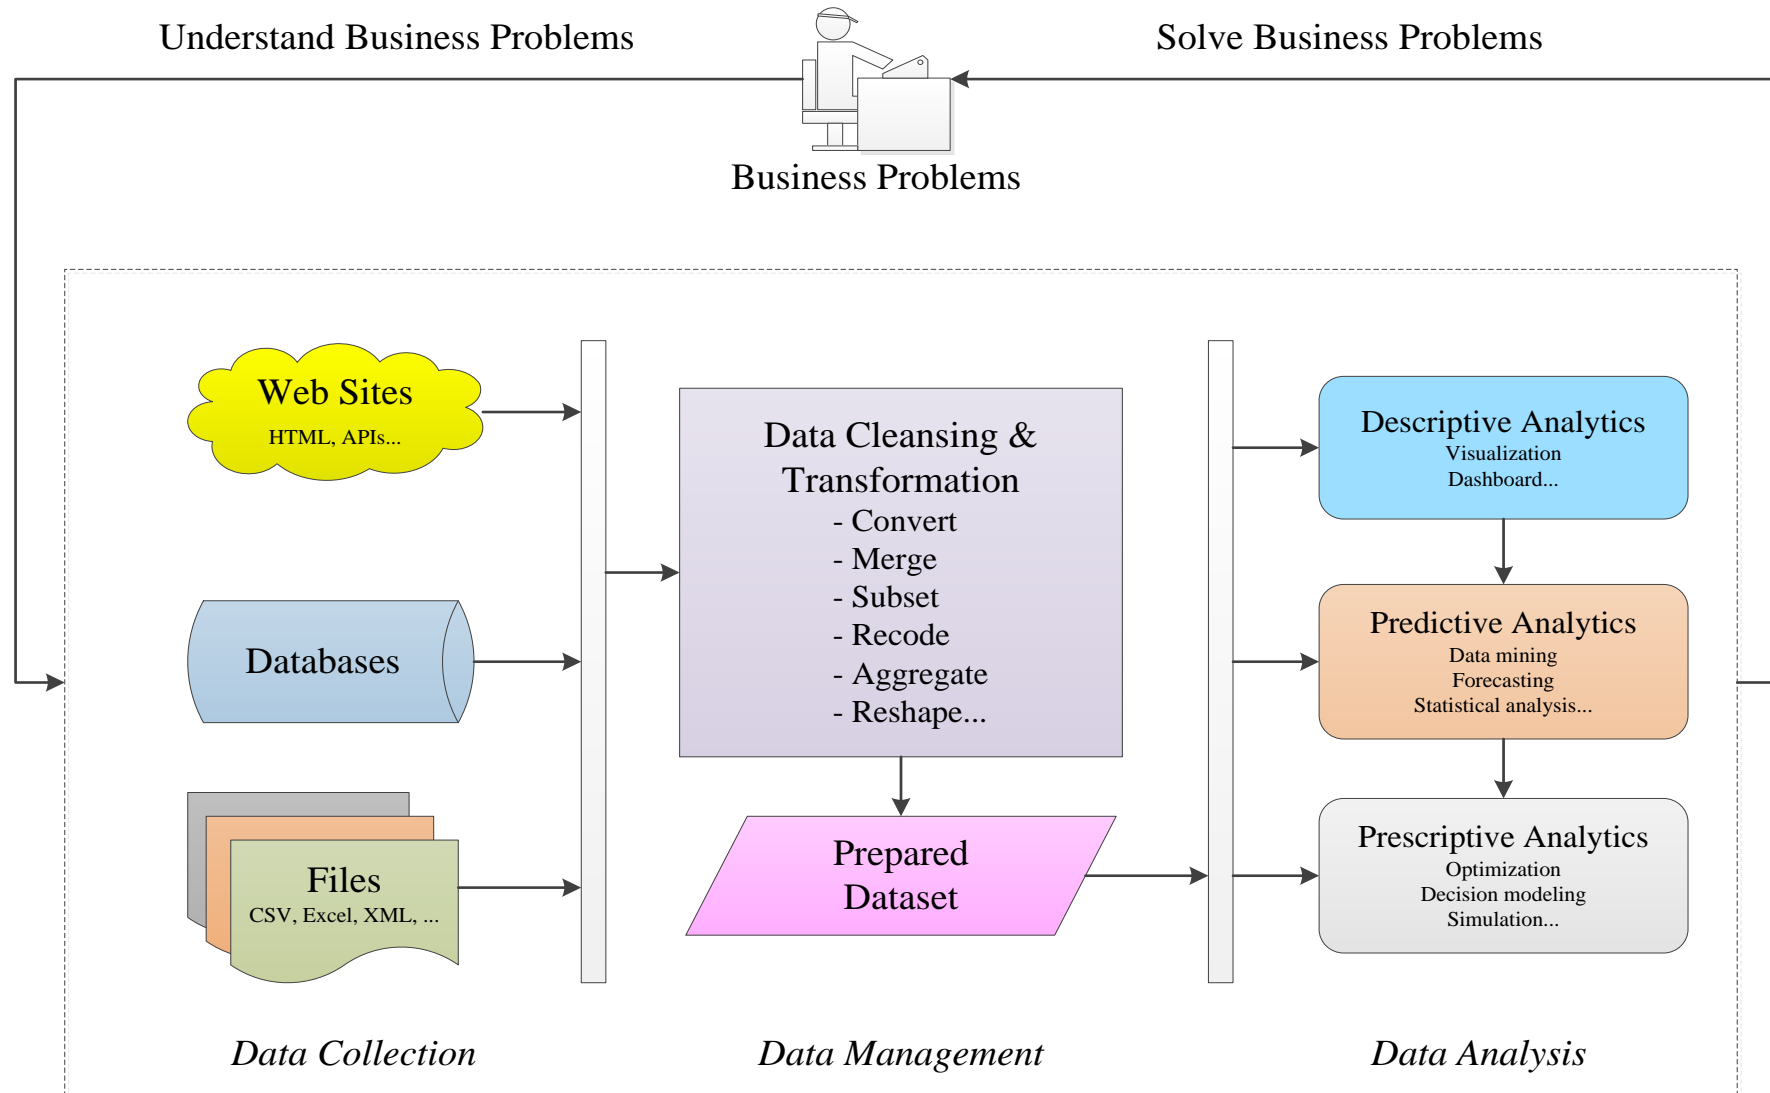 Understand Business Problems
Solve Business Problems
Business Problems
Web Sites
HTML, APIs...
Databases
Files
CSV, Excel, XML, ...
Data Collection
Data Cleansing &
Transformation
- Convert
- Merge
- Subset
- Recode
- Aggregate
- Reshape...
Prepared
Dataset
Data Management
Descriptive Analytics
Visualization
Dashboard...
Predictive Analytics
Data mining
Forecasting
Statistical analysis...
Prescriptive Analytics
Optimization
Decision modeling
Simulation...
Data Analysis